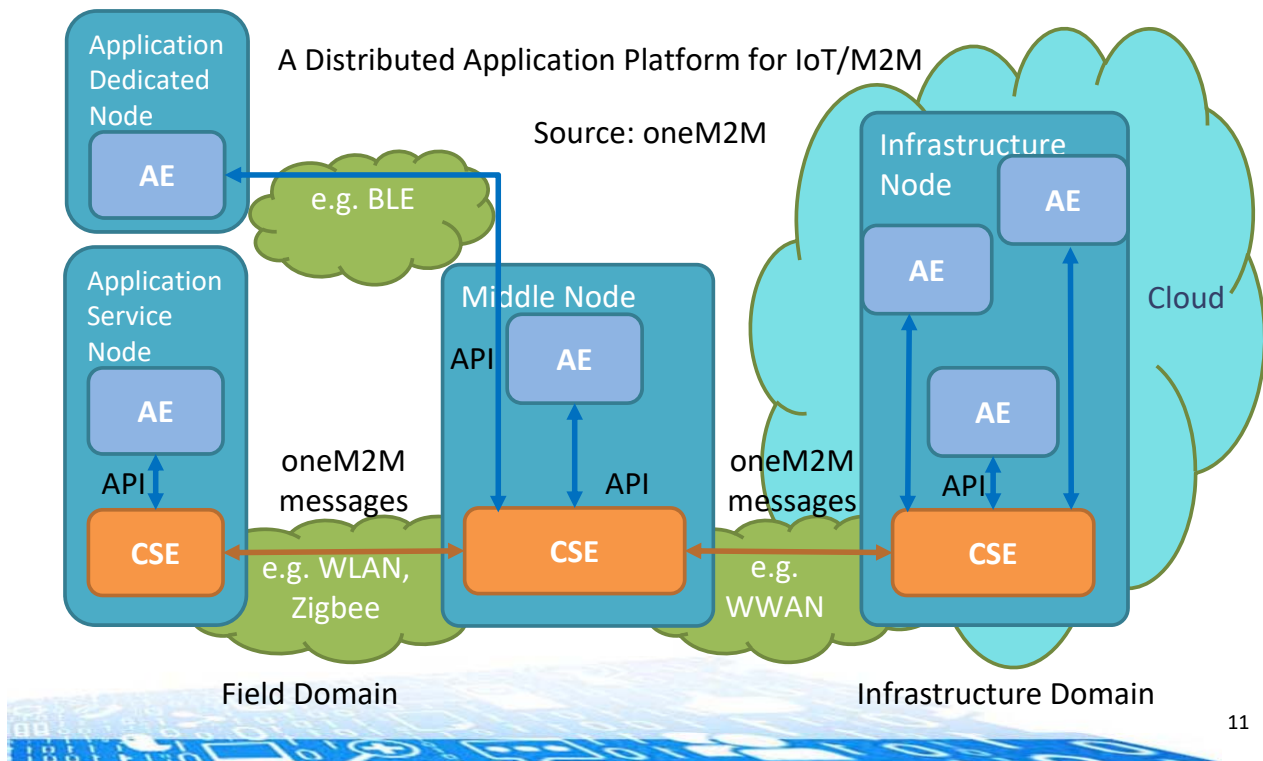 A Distributed Application Platform for IoT/M2M
Source: oneM2M
Application
Dedicated
Node
AE
e.g. BLE
Application
Service
Node
AE
API
CSE
oneM2M
messages
e.g. WLAN,
Zigbee
Middle Node
API
AE
API
CSE
oneM2M
messages
e.g.
WWAN
Infrastructure
Node
AE
AE
AE
API
CSE
Cloud
Field Domain
Infrastructure Domain
11